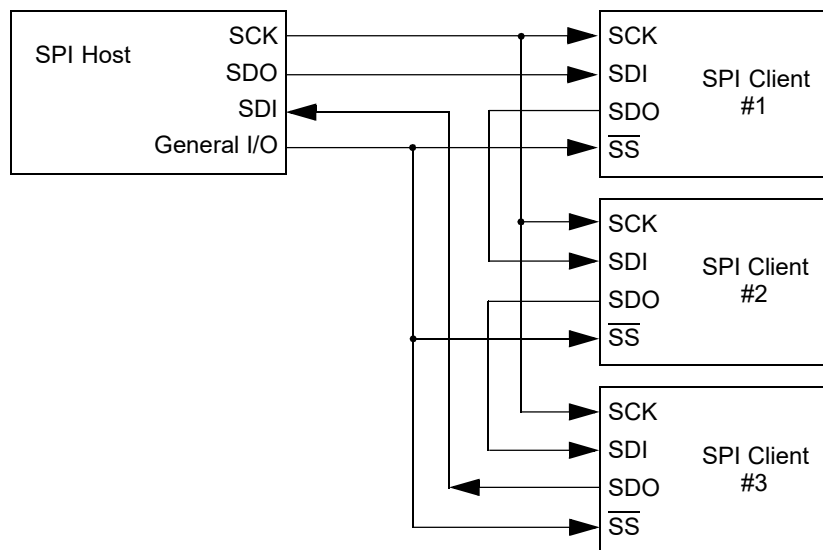 SPI Host
SCK
SDO
SDI
General I/O
SCK
SDI
SDO
SS
SPI Client
#1
SCK
SDI
SDO
SS
SPI Client
#2
SCK
SDI
SDO
SS
SPI Client
#3